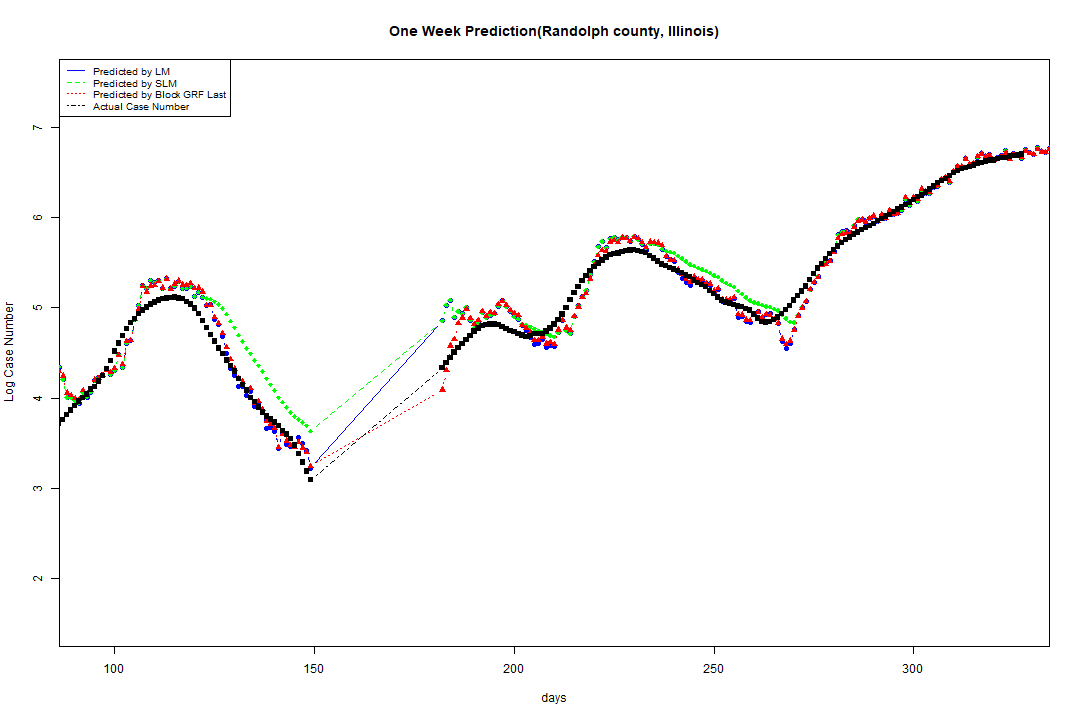 One Week Prediction(Randolph county, Illinois)
Predicted by LM
Predicted by SLM
Predicted by Block GRF Last
Actual Case Number
7
6
5
4
3
2
Log Case Number
100 150 200 250 300
days